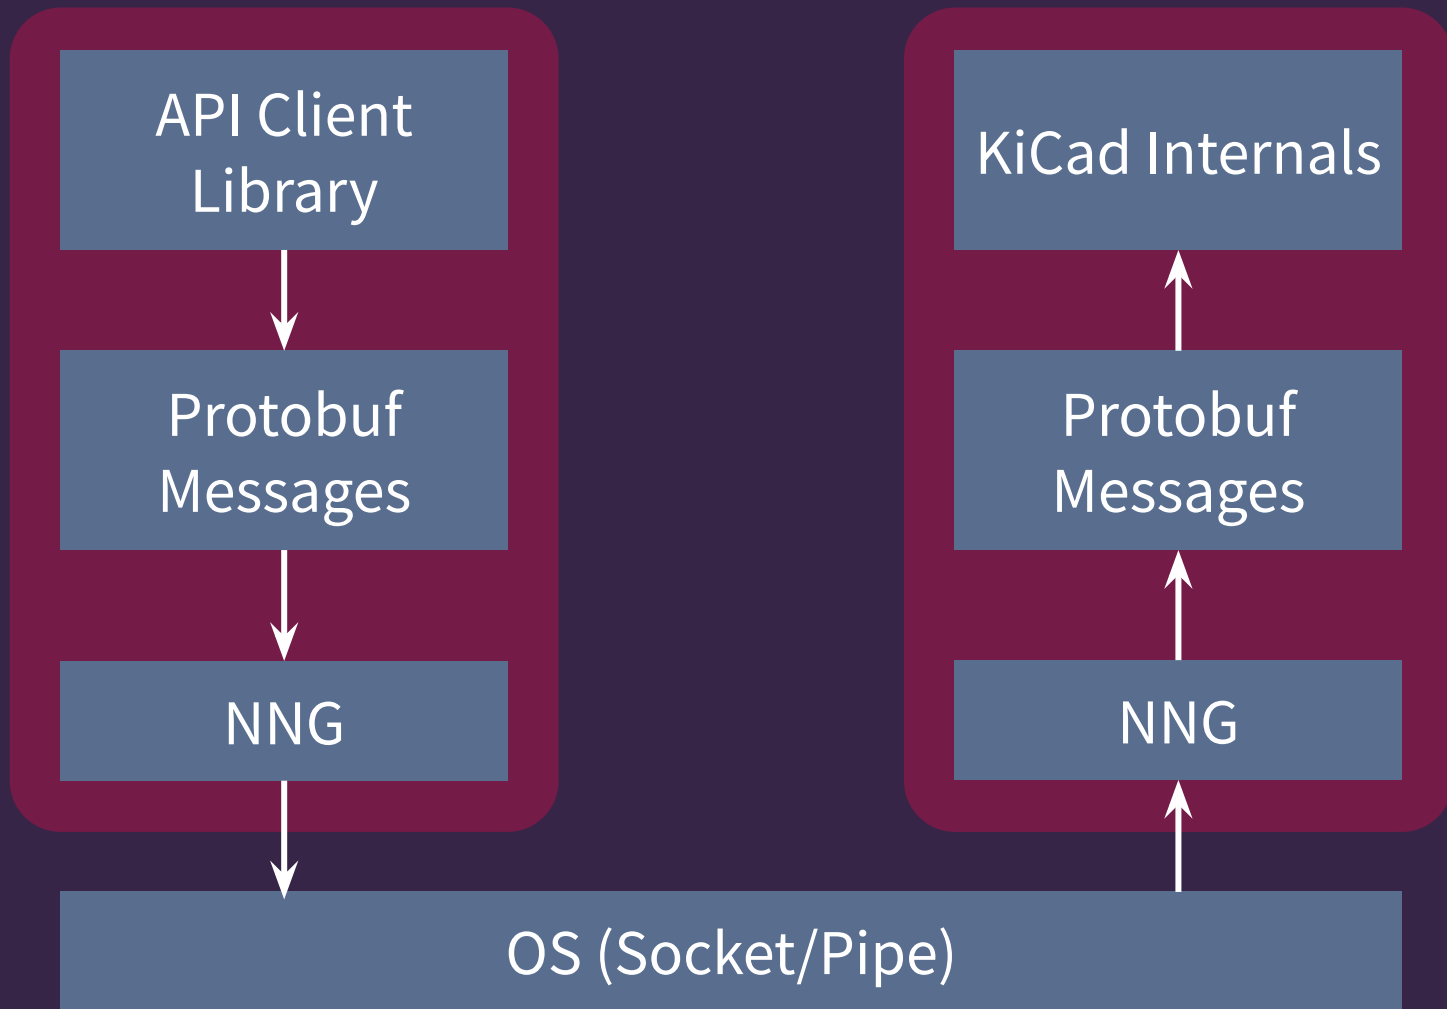 API Client
Library
Protobuf
Messages
NNG
KiCad Internals
Protobuf
Messages
NNG
OS (Socket/Pipe)